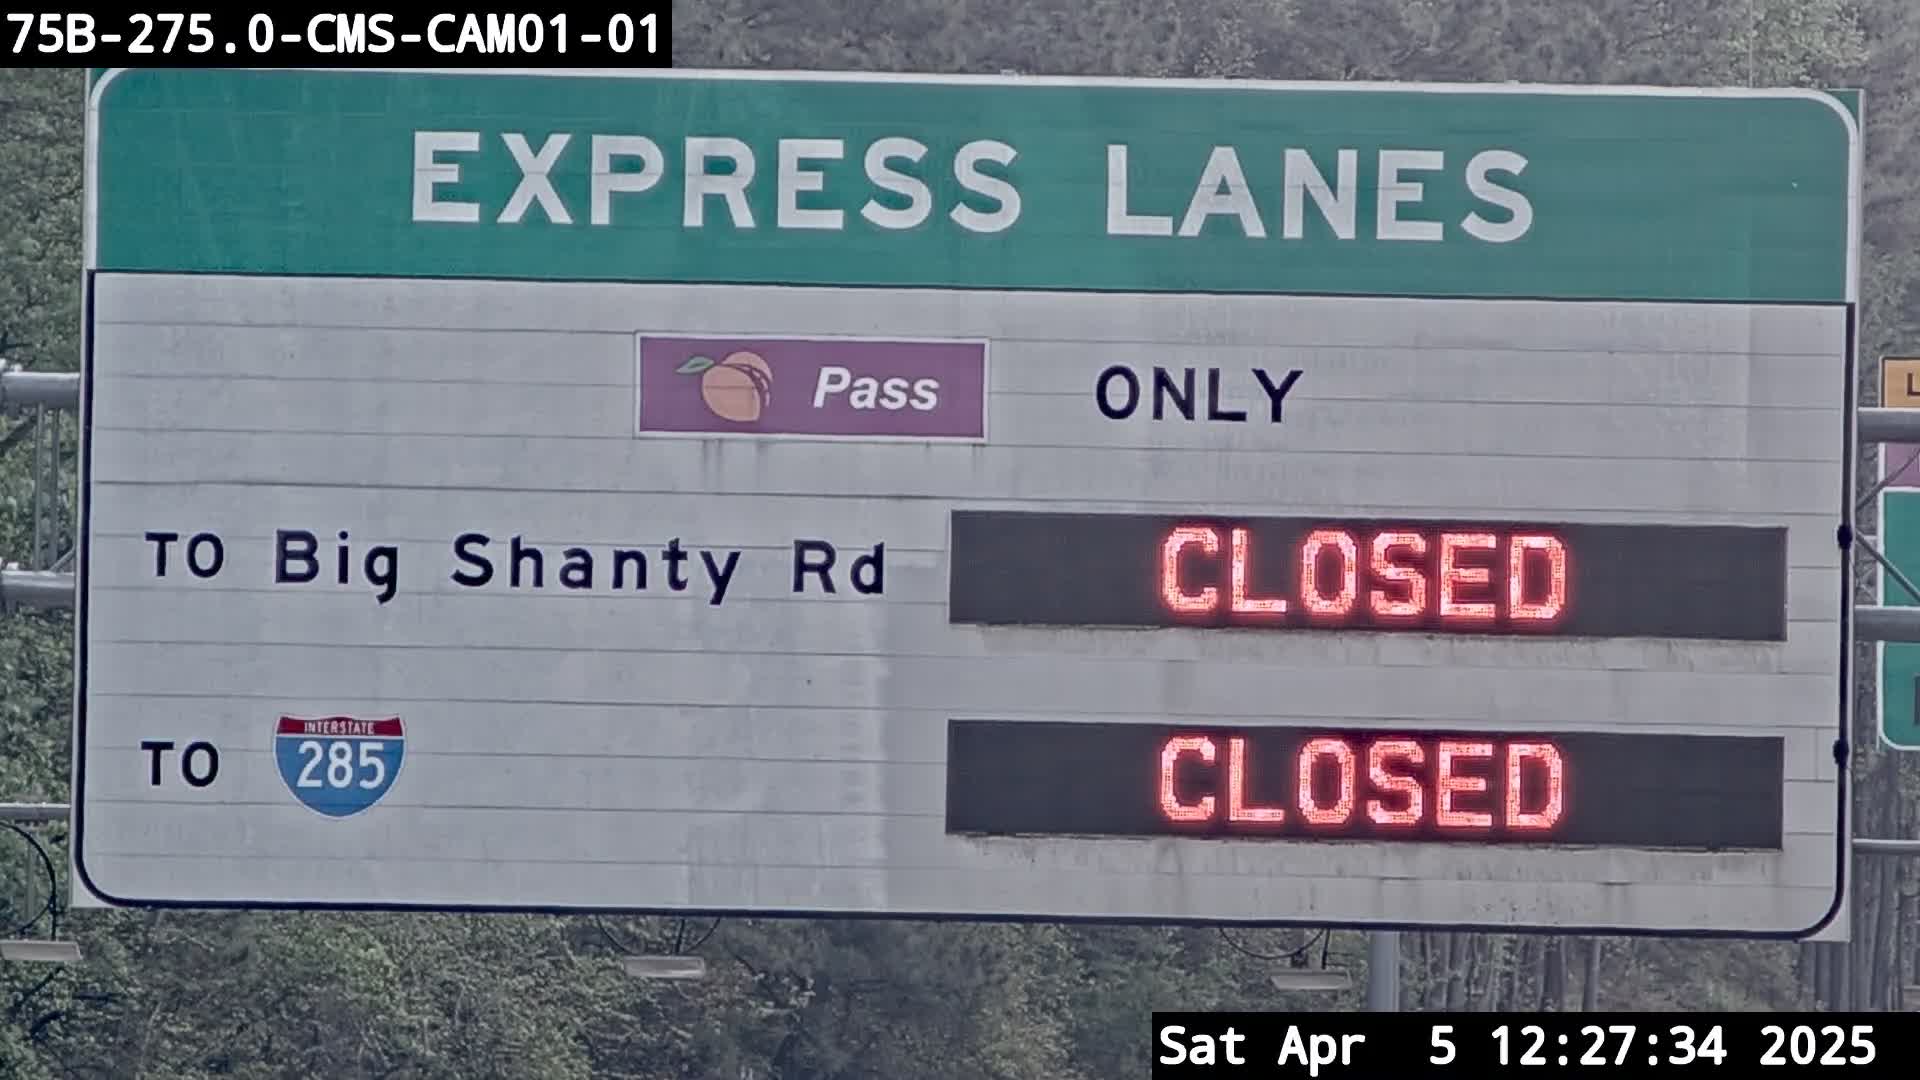 75B-275.0-CMS-CAM01-01
EXPRESS LANES
Pass ONLY
TO Big Shanty Rd CLOSED
TO INTERSTATE 285 CLOSED
Sat Apr 5 12:27:34 2025